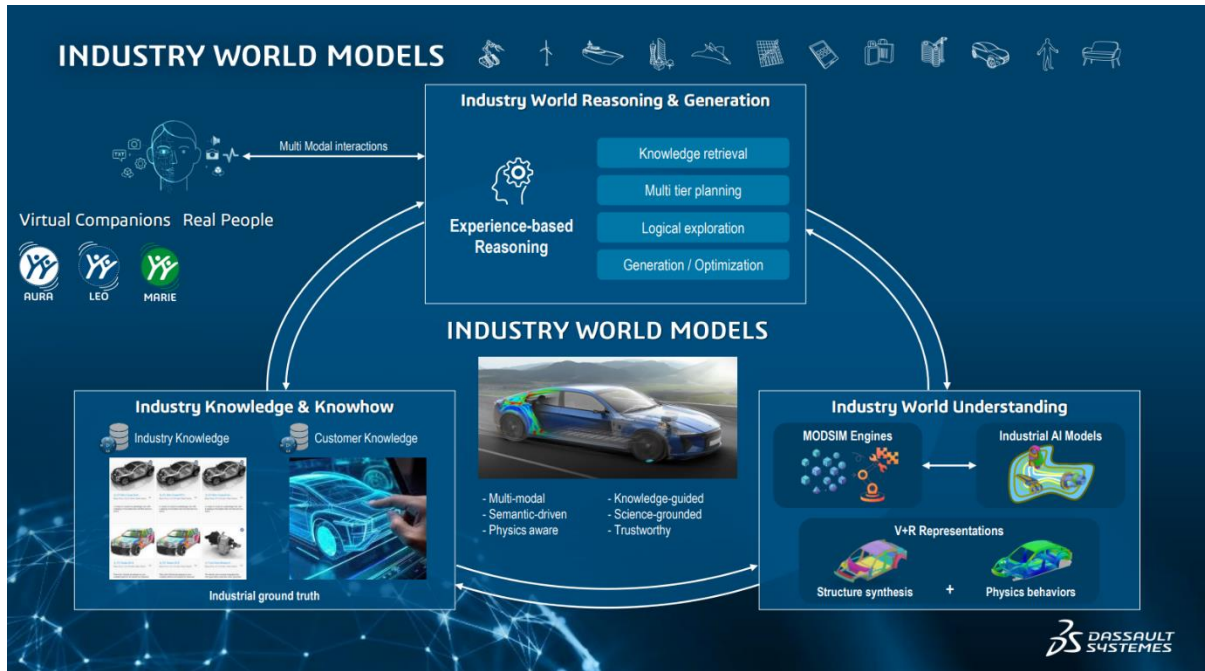 INDUSTRY WORLD MODELS
Industry World Reasoning & Generation
Multi Modal interactions
Experience-based
Reasoning
Knowledge retrieval
Multi tier planning
Logical exploration
Generation / Optimization
Virtual Companions Real People
AURA
LEO
MARIE
INDUSTRY WORLD MODELS
- Multi-modal
- Semantic-driven
- Physics aware
- Knowledge-guided
- Science-grounded
- Trustworthy
Industry Knowledge & Knowhow
Industry Knowledge
Customer Knowledge
Industrial ground truth
Industry World Understanding
MODSIM Engines
Industrial AI Models
V+R Representations
Structure synthesis
+
Physics behaviors
DASSAULT
SYSTEMES